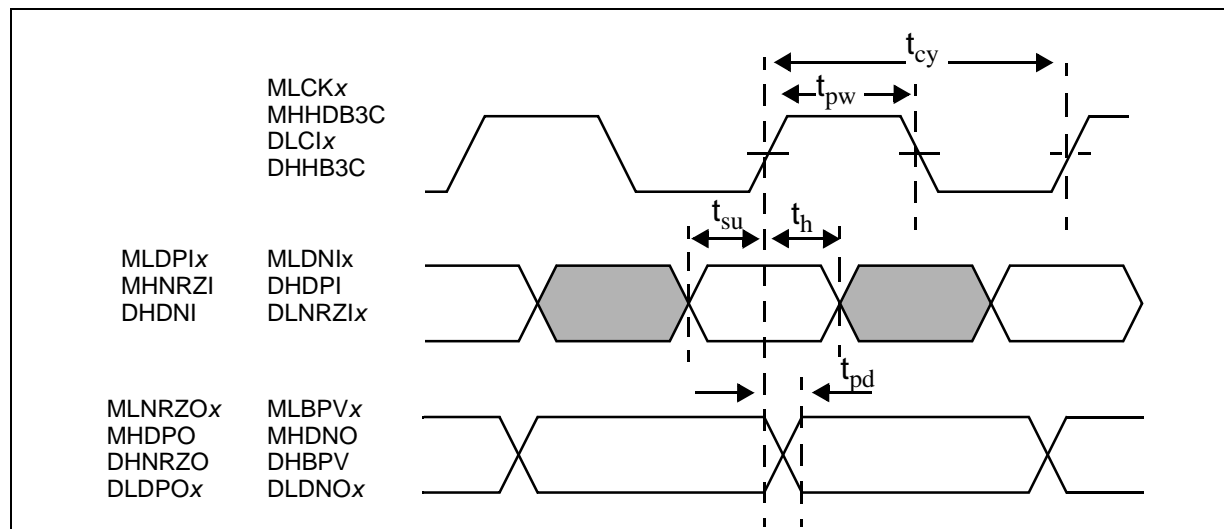 t_cy
MLCKx
t_pw
MHHDB3C
DLCIx
DHHB3C
t_su t_h
MLDPIx MLDNIx
MHNRZI DHDPI
DHDNI DLNRZIx
t_pd
MLNRZOx MLBPVx
MHDPO MHDNO
DHNRZO DHBPV
DLDPOx DLDNOx